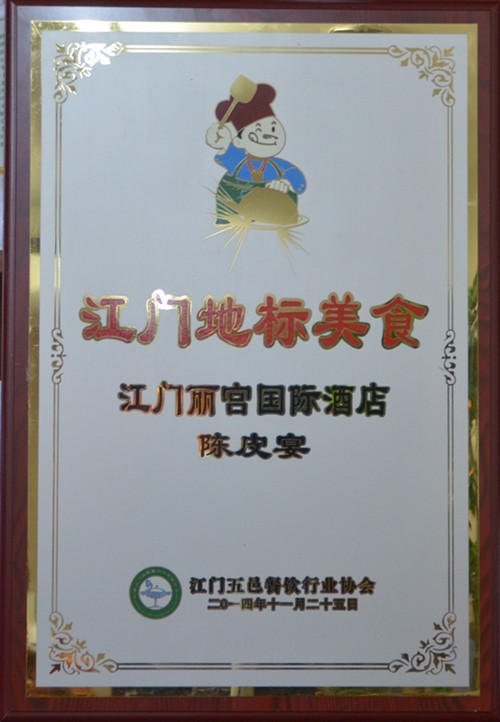 江门地标美食
江门丽宫国际酒店
陈皮宴
江门五邑餐饮行业协会
二〇一四年十一月二十五日